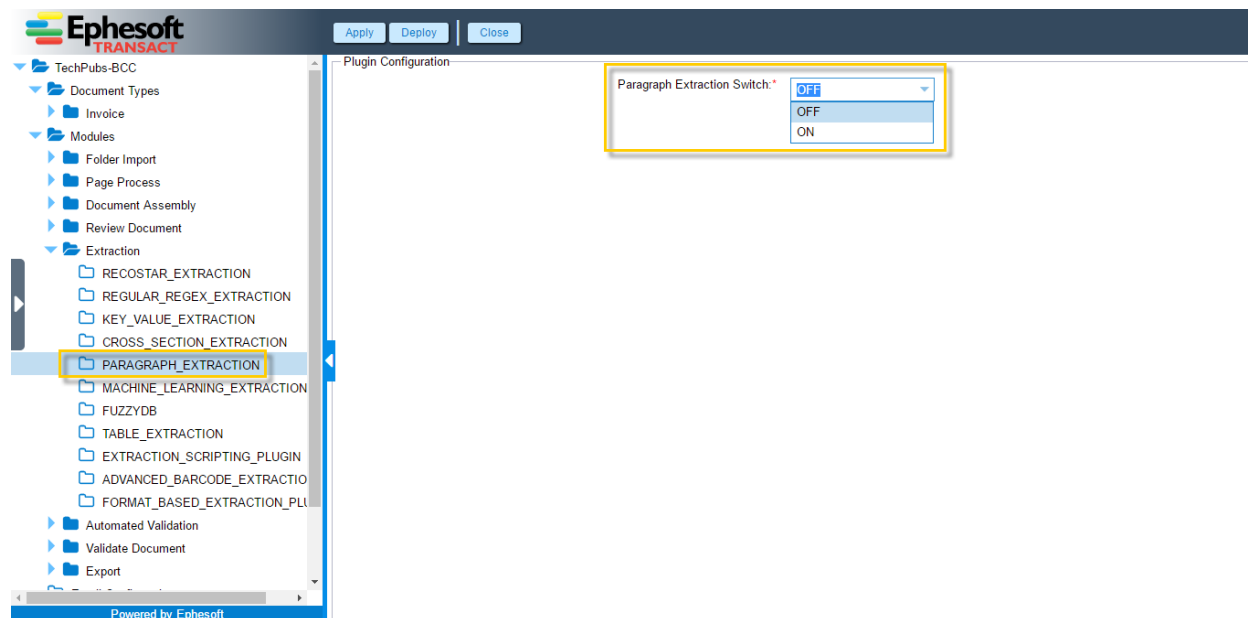 Ephesoft
TRANSACT
Apply Deploy Close
TechPubs-BCC
Document Types
Invoice
Modules
Folder Import
Page Process
Document Assembly
Review Document
Extraction
RECOSTAR_EXTRACTION
REGULAR_REGEX_EXTRACTION
KEY_VALUE_EXTRACTION
CROSS_SECTION_EXTRACTION
PARAGRAPH_EXTRACTION
MACHINE_LEARNING_EXTRACTION
FUZZYDB
TABLE_EXTRACTION
EXTRACTION_SCRIPTING_PLUGIN
ADVANCED_BARCODE_EXTRACTIO
FORMAT_BASED_EXTRACTION_PLU
Automated Validation
Validate Document
Export
Powered by Ephesoft
Plugin Configuration
Paragraph Extraction Switch:* OFF
OFF
ON